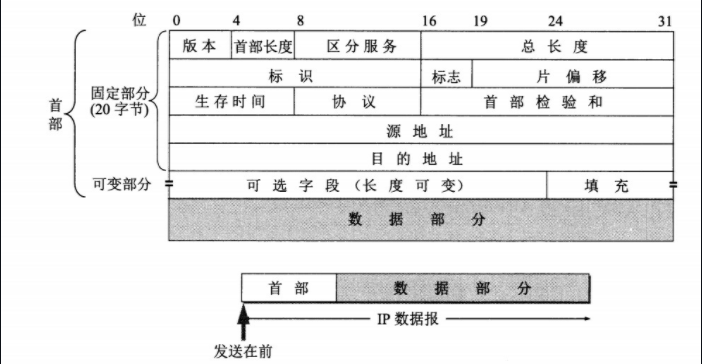 位 0 4 8 16 19 24 31
版本 首部长度 区分服务 总长度
标识 标志 片偏移
生存时间 协议 首部检验和
源地址
目的地址
可选字段（长度可变） 填充
数据部分
首部
固定部分
(20字节)
可变部分
首部 数据部分
IP 数据报
发送在前